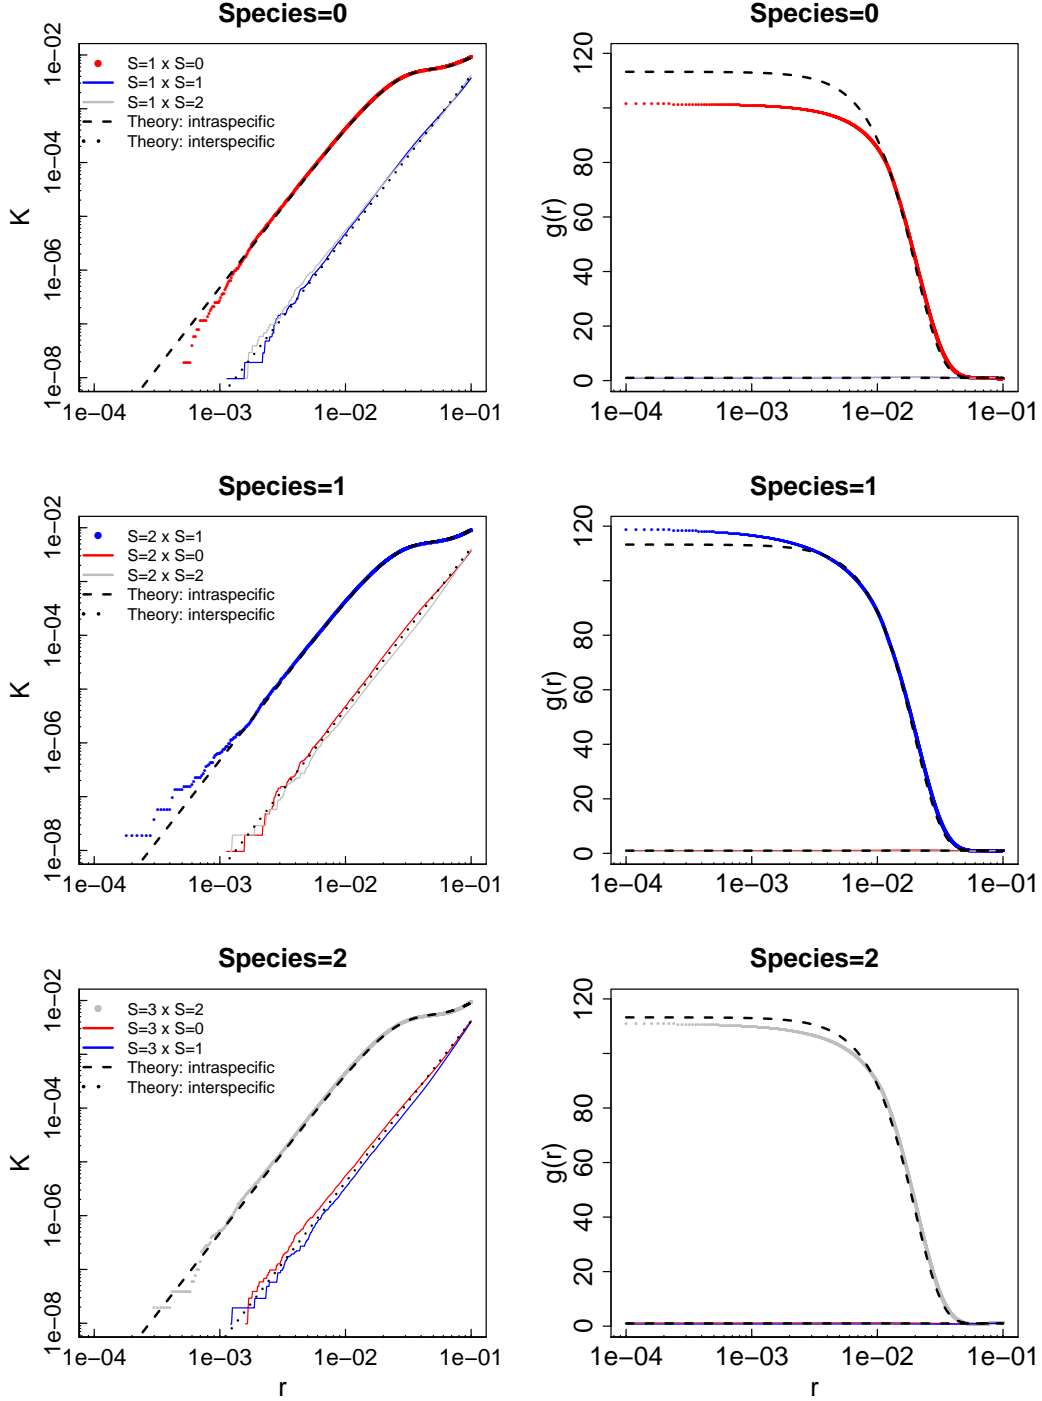 Species=0
K
1e−02
1e−04
1e−06
1e−08
S=1 x S=0
S=1 x S=1
S=1 x S=2
Theory: intraspecific
Theory: interspecific
1e−04 1e−03 1e−02 1e−01
Species=0
g(r)
120
80
60
40
20
0
1e−04 1e−03 1e−02 1e−01
Species=1
K
1e−02
1e−04
1e−06
1e−08
S=2 x S=1
S=2 x S=0
S=2 x S=2
Theory: intraspecific
Theory: interspecific
1e−04 1e−03 1e−02 1e−01
Species=1
g(r)
120
80
60
40
20
0
1e−04 1e−03 1e−02 1e−01
Species=2
K
1e−02
1e−04
1e−06
1e−08
S=3 x S=2
S=3 x S=0
S=3 x S=1
Theory: intraspecific
Theory: interspecific
1e−04 1e−03 1e−02 1e−01
r
Species=2
g(r)
120
80
60
40
20
0
1e−04 1e−03 1e−02 1e−01
r